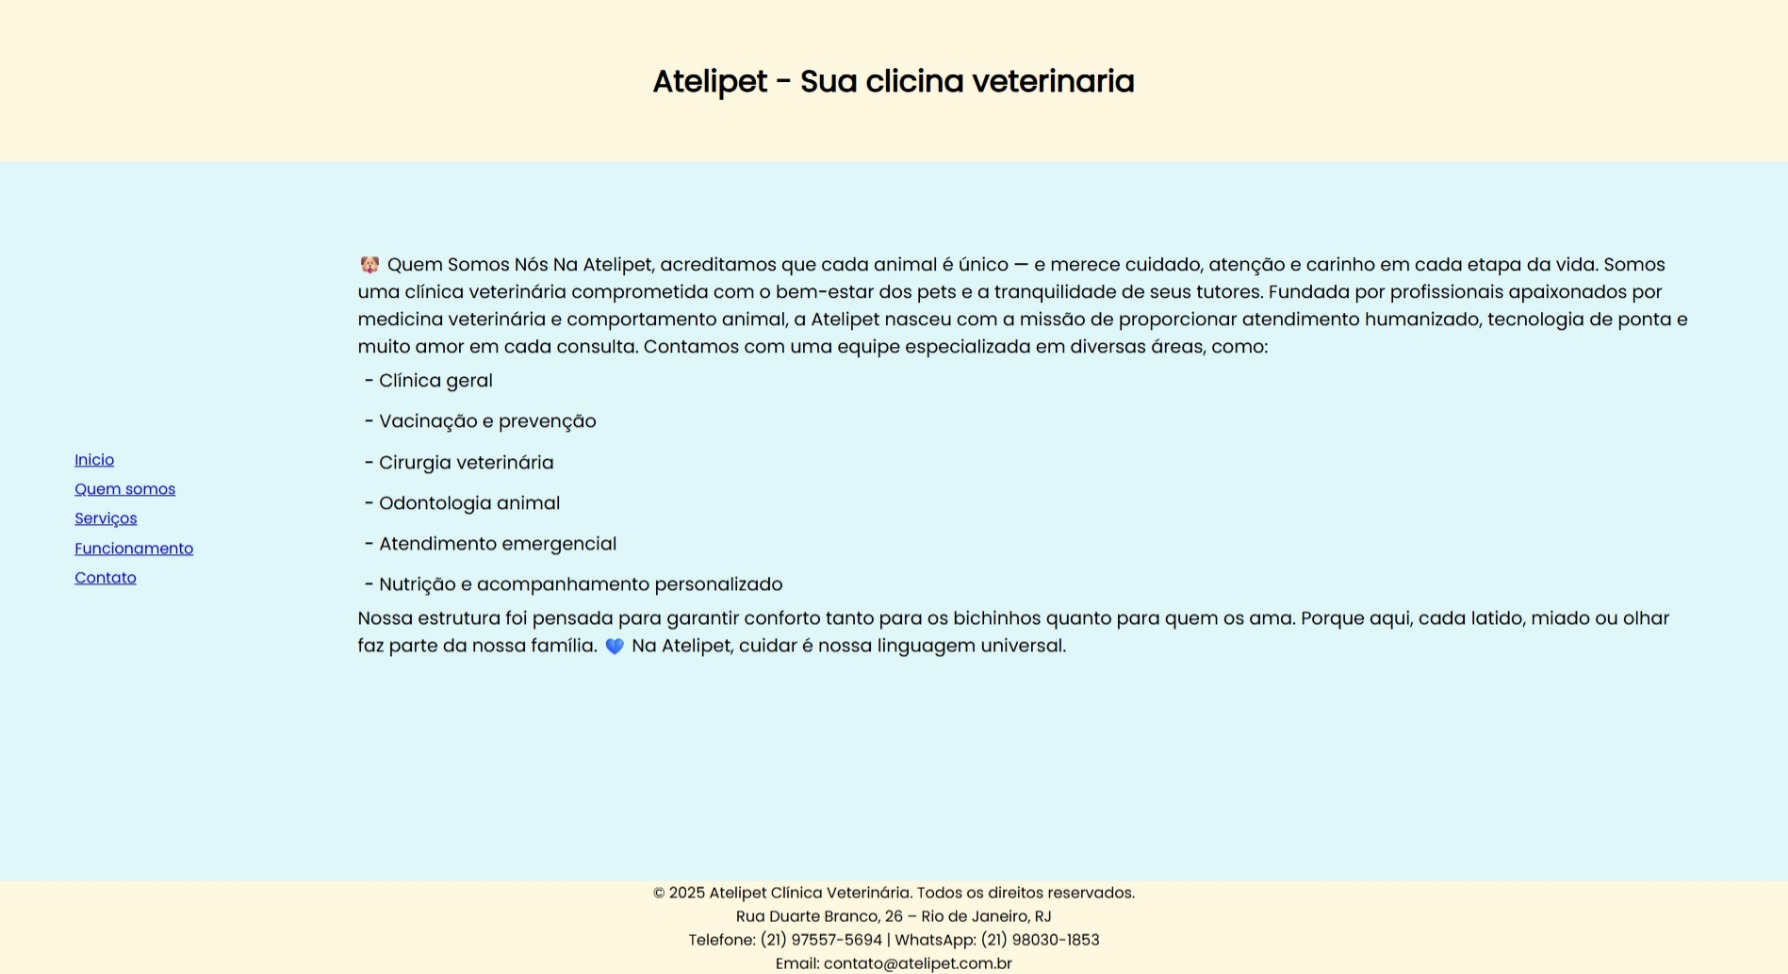 Atelipet - Sua clicina veterinaria
Inicio
Quem somos
Serviços
Funcionamento
Contato
🐶 Quem Somos Nós Na Atelipet, acreditamos que cada animal é único — e merece cuidado, atenção e carinho em cada etapa da vida. Somos
uma clínica veterinária comprometida com o bem-estar dos pets e a tranquilidade de seus tutores. Fundada por profissionais apaixonados por
medicina veterinária e comportamento animal, a Atelipet nasceu com a missão de proporcionar atendimento humanizado, tecnologia de ponta e
muito amor em cada consulta. Contamos com uma equipe especializada em diversas áreas, como:
- Clínica geral
- Vacinação e prevenção
- Cirurgia veterinária
- Odontologia animal
- Atendimento emergencial
- Nutrição e acompanhamento personalizado
Nossa estrutura foi pensada para garantir conforto tanto para os bichinhos quanto para quem os ama. Porque aqui, cada latido, miado ou olhar
faz parte da nossa família. 💙 Na Atelipet, cuidar é nossa linguagem universal.
© 2025 Atelipet Clínica Veterinária. Todos os direitos reservados.
Rua Duarte Branco, 26 – Rio de Janeiro, RJ
Telefone: (21) 97557-5694 | WhatsApp: (21) 98030-1853
Email: contato@atelipet.com.br